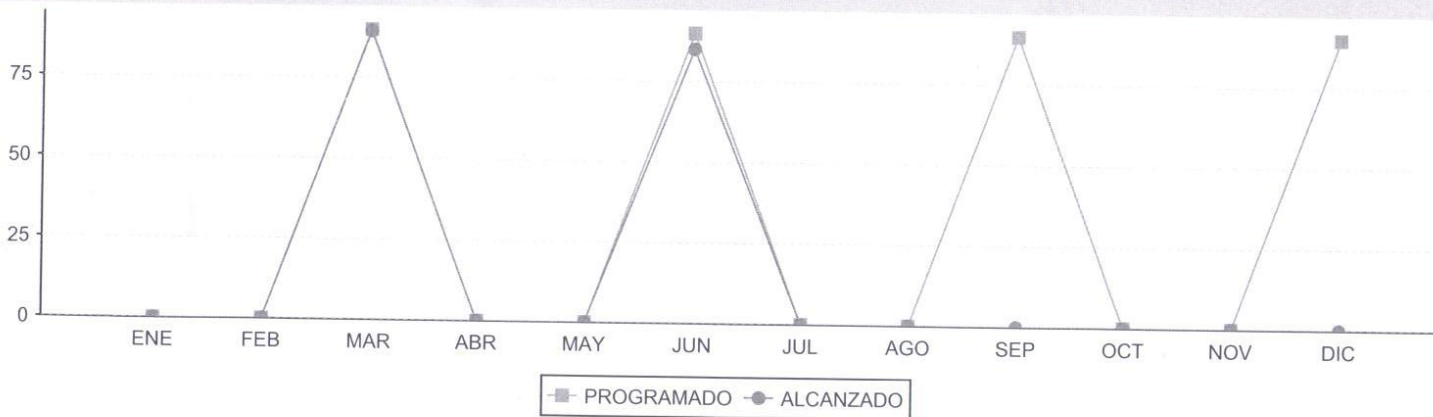 75
50
25
0
ENE FEB MAR ABR MAY JUN JUL AGO SEP OCT NOV DIC
PROGRAMADO ALCANZADO